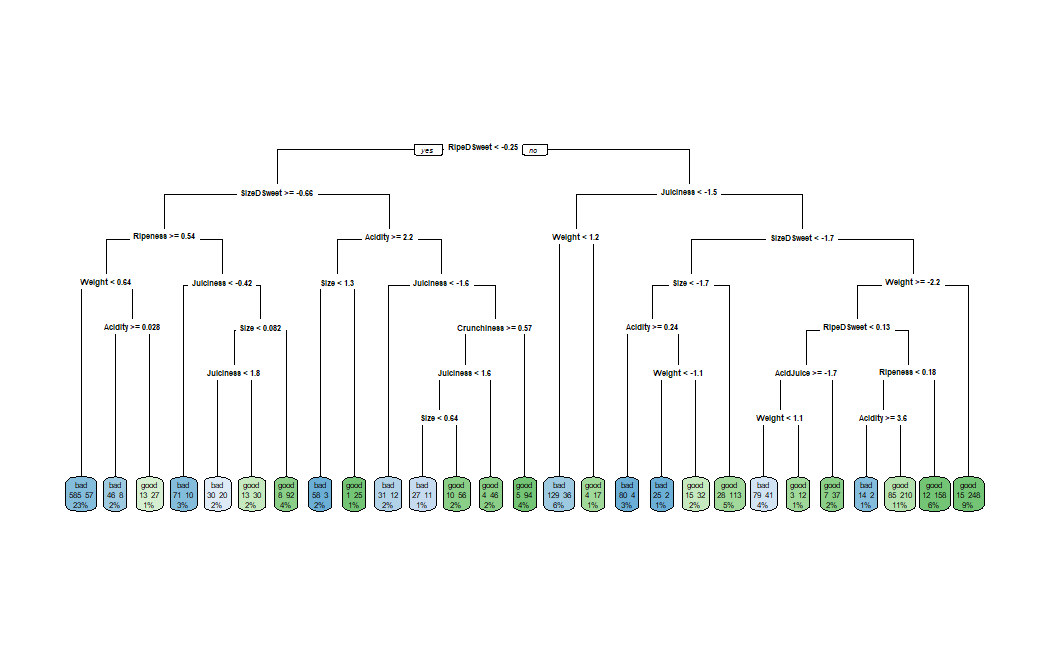 yes RipeDSweet < -0.25 no
SizeDSweet >= -0.66 Juiciness < -1.5
Ripeness >= 0.54 Acidity >= 2.2 Weight < 1.2 SizeDSweet < -1.7
Weight < 0.64 Juiciness < -0.42 Size < 1.3 Juiciness < -1.6 Size < -1.7 Weight >= -2.2
Acidity >= 0.028 Size < 0.082 Crunchiness >= 0.57 Acidity >= 0.24 RipeDSweet < 0.13
Juiciness < 1.8 Juiciness < 1.6 Weight < -1.1 AcidJuice >= -1.7 Ripeness < 0.18
Size < 0.64 Weight < 1.1 Acidity >= 3.6
bad bad good bad bad good good bad good bad bad good good good bad good bad bad good good bad good good bad good good good
585 57 46 8 13 27 71 10 30 20 13 30 8 92 58 3 1 25 31 12 27 11 10 56 4 46 5 94 129 36 4 17 80 4 25 2 15 32 28 113 79 41 3 12 7 37 14 2 85 210 12 158 15 248
23% 2% 1% 3% 2% 2% 4% 2% 1% 2% 1% 2% 2% 4% 6% 1% 3% 1% 2% 5% 4% 1% 2% 1% 11% 6% 9%